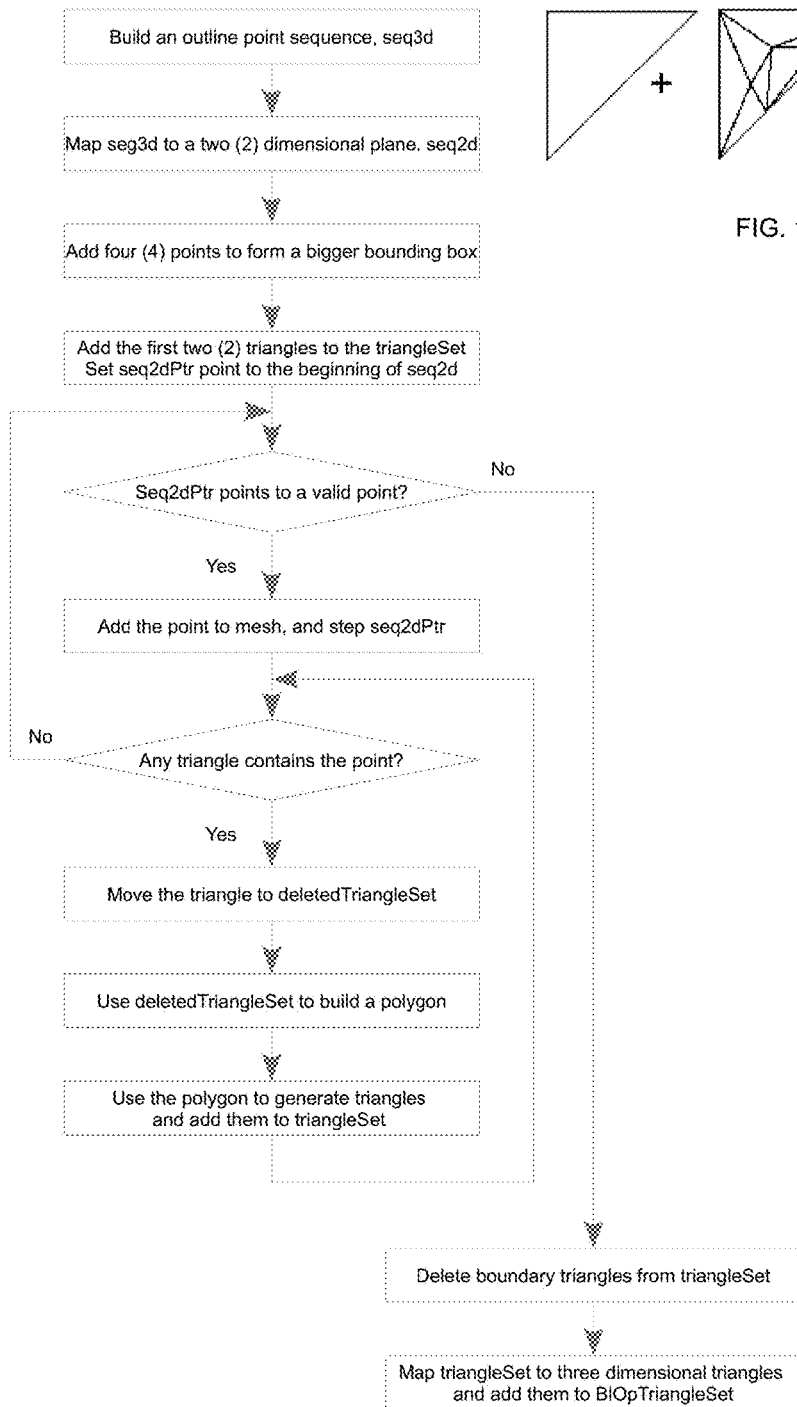 Build an outline point sequence, seq3d
Map seg3d to a two (2) dimensional plane. seq2d
Add four (4) points to form a bigger bounding box
FIG.
Add the first two (2) triangles to the triangleSet
Set seq2dPtr point to the beginning of seq2d
Seq2dPtr points to a valid point?
No
Yes
Add the point to mesh, and step seq2dPtr
No
Any triangle contains the point?
Yes
Move the triangle to deletedTriangleSet
Use deletedTriangleSet to build a polygon
Use the polygon to generate triangles
and add them to triangleSet
Delete boundary triangles from triangleSet
Map triangleSet to three dimensional triangles
and add them to BlOpTriangleSet